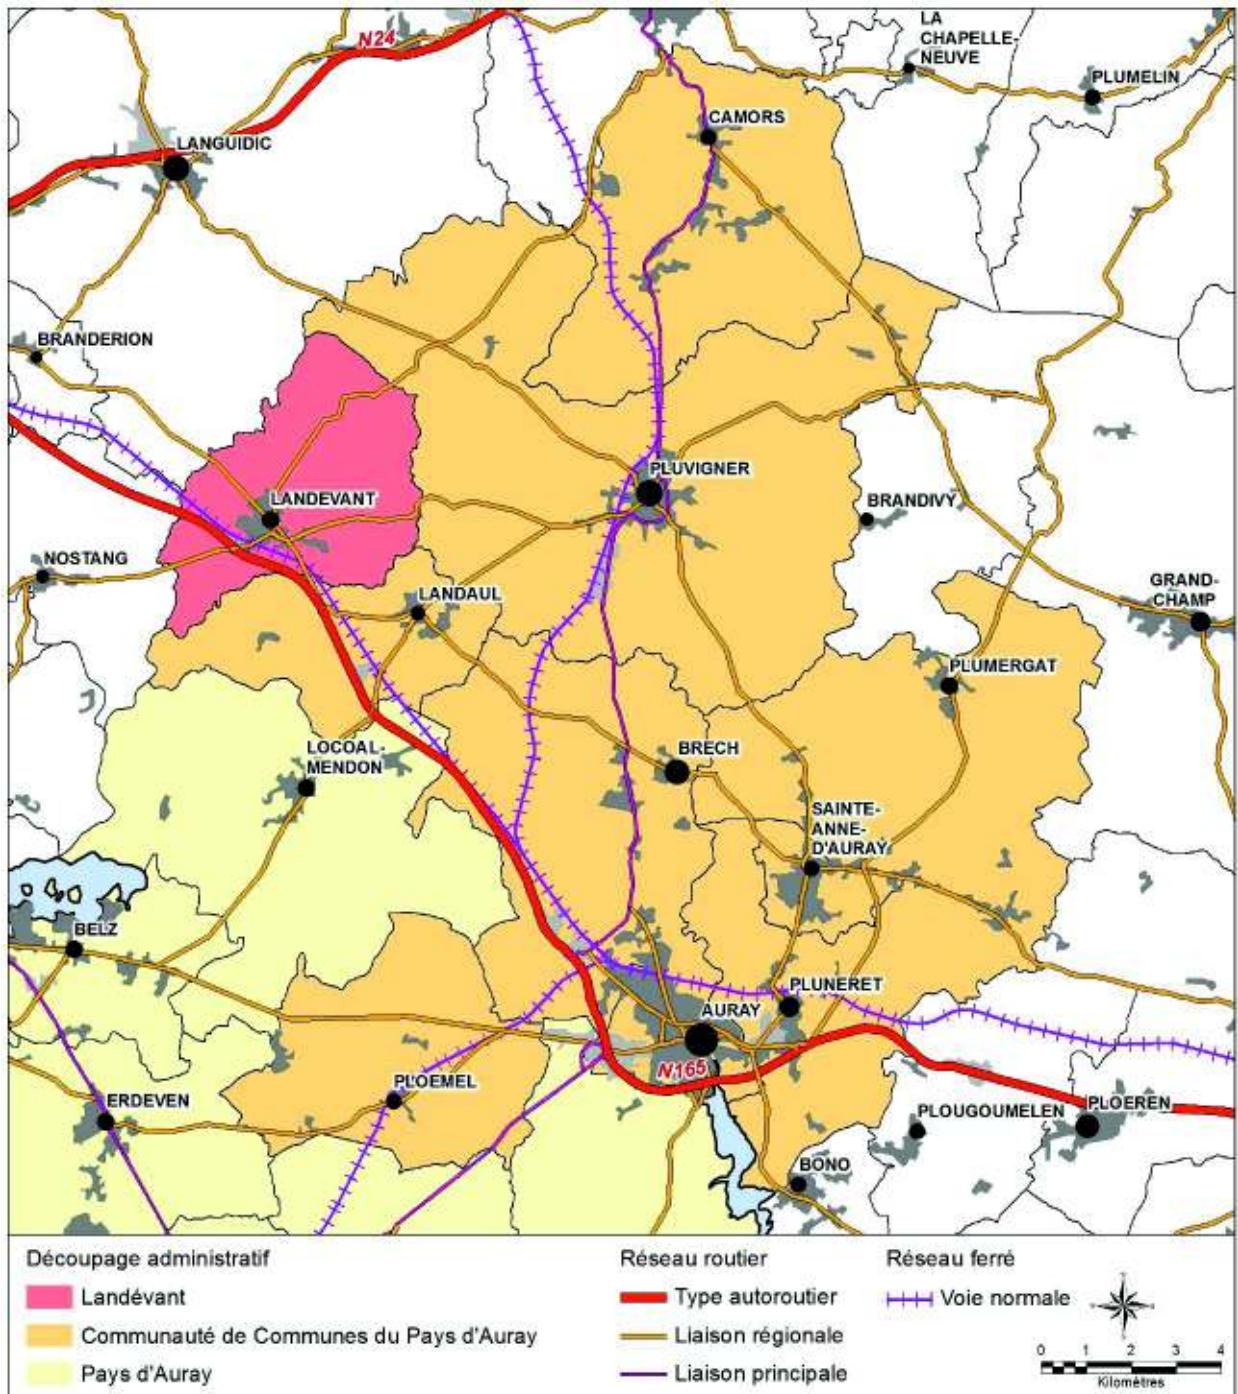 LA
CHAPELLE-
NEUVE
N24
PLUMELIN
CAMORS
LANGUIDIC
BRANDERION
PLUVIGNER
LANDEVANT
BRANDIVY
NOSTANG
LANDAUL
GRAND-
CHAMP
PLUMERGAT
LOCOAL-
MENDON
BRECH
SAINTE-
ANNE-
D'AURAY
BELZ
PLUNERET
AURAY
N165
PLOEMEL
ERDEVEN
PLOUGOUMELEN
PLOEREN
BONO
Découpage administratif
Landévant
Communauté de Communes du Pays d'Auray
Pays d'Auray
Réseau routier
Type autoroutier
Liaison régionale
Liaison principale
Réseau ferré
Voie normale
0 1 2 3 4
Kilomètres